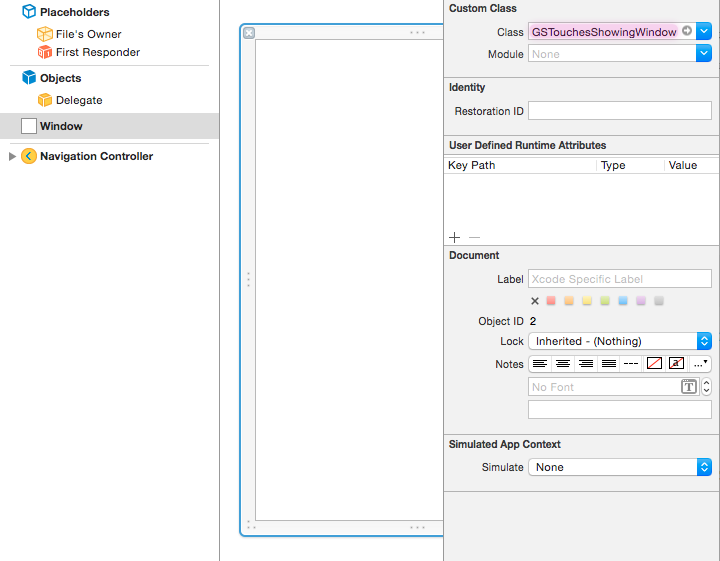 Placeholders
File's Owner
First Responder
Objects
Delegate
Window
Navigation Controller
Custom Class
Class GSTouchesShowingWindow
Module None
Identity
Restoration ID
User Defined Runtime Attributes
Key Path Type Value
Document
Label Xcode Specific Label
Object ID 2
Lock Inherited - (Nothing)
Notes a ...
No Font T
Simulated App Context
Simulate None